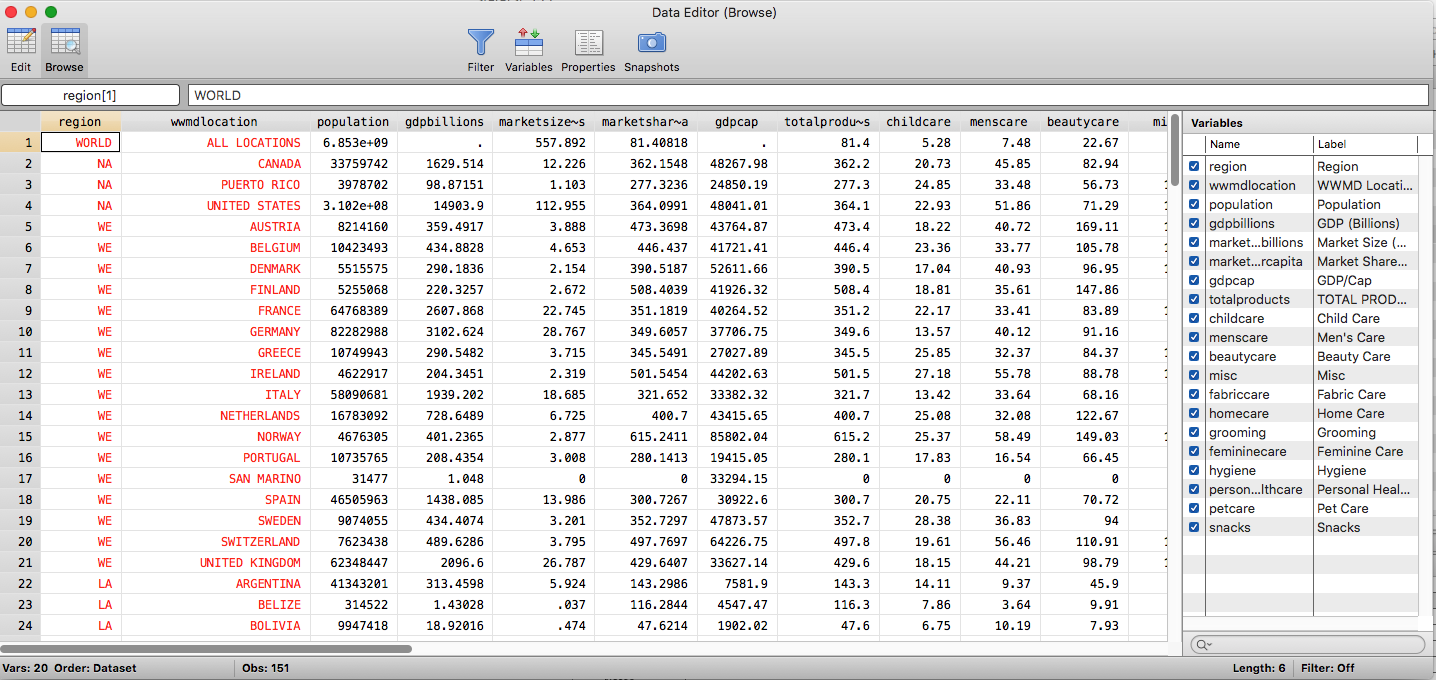 Data Editor (Browse)
Edit Browse Filter Variables Properties Snapshots
region[1] WORLD
region wwmdlocation population gdpbillions marketsize~s marketshar~a gdpcap totalprodu~s childcare menscare beautycare mi
1 WORLD ALL LOCATIONS 6.853e+09 . 557.892 81.40818 . 81.4 5.28 7.48 22.67
2 NA CANADA 33759742 1629.514 12.226 362.1548 48267.98 362.2 20.73 45.85 82.94
3 NA PUERTO RICO 3978702 98.87151 1.103 277.3236 24850.19 277.3 24.85 33.48 56.73 1
4 NA UNITED STATES 3.102e+08 14903.9 112.955 364.0991 48041.01 364.1 22.93 51.86 71.29 1
5 WE AUSTRIA 8214160 359.4917 3.888 473.3698 43764.87 473.4 18.22 40.72 169.11 1
6 WE BELGIUM 10423493 434.8828 4.653 446.437 41721.41 446.4 23.36 33.77 105.78 1
7 WE DENMARK 5515575 290.1836 2.154 390.5187 52611.66 390.5 17.04 40.93 96.95 1
8 WE FINLAND 5255068 220.3257 2.672 508.4039 41926.32 508.4 18.81 35.61 147.86
9 WE FRANCE 64768389 2607.868 22.745 351.1819 40264.52 351.2 22.17 33.41 83.89 1
10 WE GERMANY 82282988 3102.624 28.767 349.6057 37706.75 349.6 13.57 40.12 91.16
11 WE GREECE 10749943 290.5482 3.715 345.5491 27027.89 345.5 25.85 32.37 84.37 1
12 WE IRELAND 4622917 204.3451 2.319 501.5454 44202.63 501.5 27.18 55.78 88.78 1
13 WE ITALY 58090681 1939.202 18.685 321.652 33382.32 321.7 13.42 33.64 68.16
14 WE NETHERLANDS 16783092 728.6489 6.725 400.7 43415.65 400.7 25.08 32.08 122.67
15 WE NORWAY 4676305 401.2365 2.877 615.2411 85802.04 615.2 25.37 58.49 149.03 1
16 WE PORTUGAL 10735765 208.4354 3.008 280.1413 19415.05 280.1 17.83 16.54 66.45
17 WE SAN MARINO 31477 1.048 0 0 33294.15 0 0 0 0
18 WE SPAIN 46505963 1438.085 13.986 300.7267 30922.6 300.7 20.75 22.11 70.72
19 WE SWEDEN 9074055 434.4074 3.201 352.7297 47873.57 352.7 28.38 36.83 94
20 WE SWITZERLAND 7623438 489.6286 3.795 497.7697 64226.75 497.8 19.61 56.46 110.91 1
21 WE UNITED KINGDOM 62348447 2096.6 26.787 429.6407 33627.14 429.6 18.15 44.21 98.79 1
22 LA ARGENTINA 41343201 313.4598 5.924 143.2986 7581.9 143.3 14.11 9.37 45.9
23 LA BELIZE 314522 1.43028 .037 116.2844 4547.47 116.3 7.86 3.64 9.91
24 LA BOLIVIA 9947418 18.92016 .474 47.6214 1902.02 47.6 6.75 10.19 7.93
Variables
Name Label
region Region
wwmdlocation WWMD Locati...
population Population
gdpbillions GDP (Billions)
market...billions Market Size (...
market...rcapita Market Share...
gdpcap GDP/Cap
totalproducts TOTAL PROD...
childcare Child Care
menscare Men's Care
beautycare Beauty Care
misc Misc
fabriccare Fabric Care
homecare Home Care
grooming Grooming
femininecare Feminine Care
hygiene Hygiene
person...lthcare Personal Heal...
petcare Pet Care
snacks Snacks
Vars: 20 Order: Dataset Obs: 151 Length: 6 Filter: Off